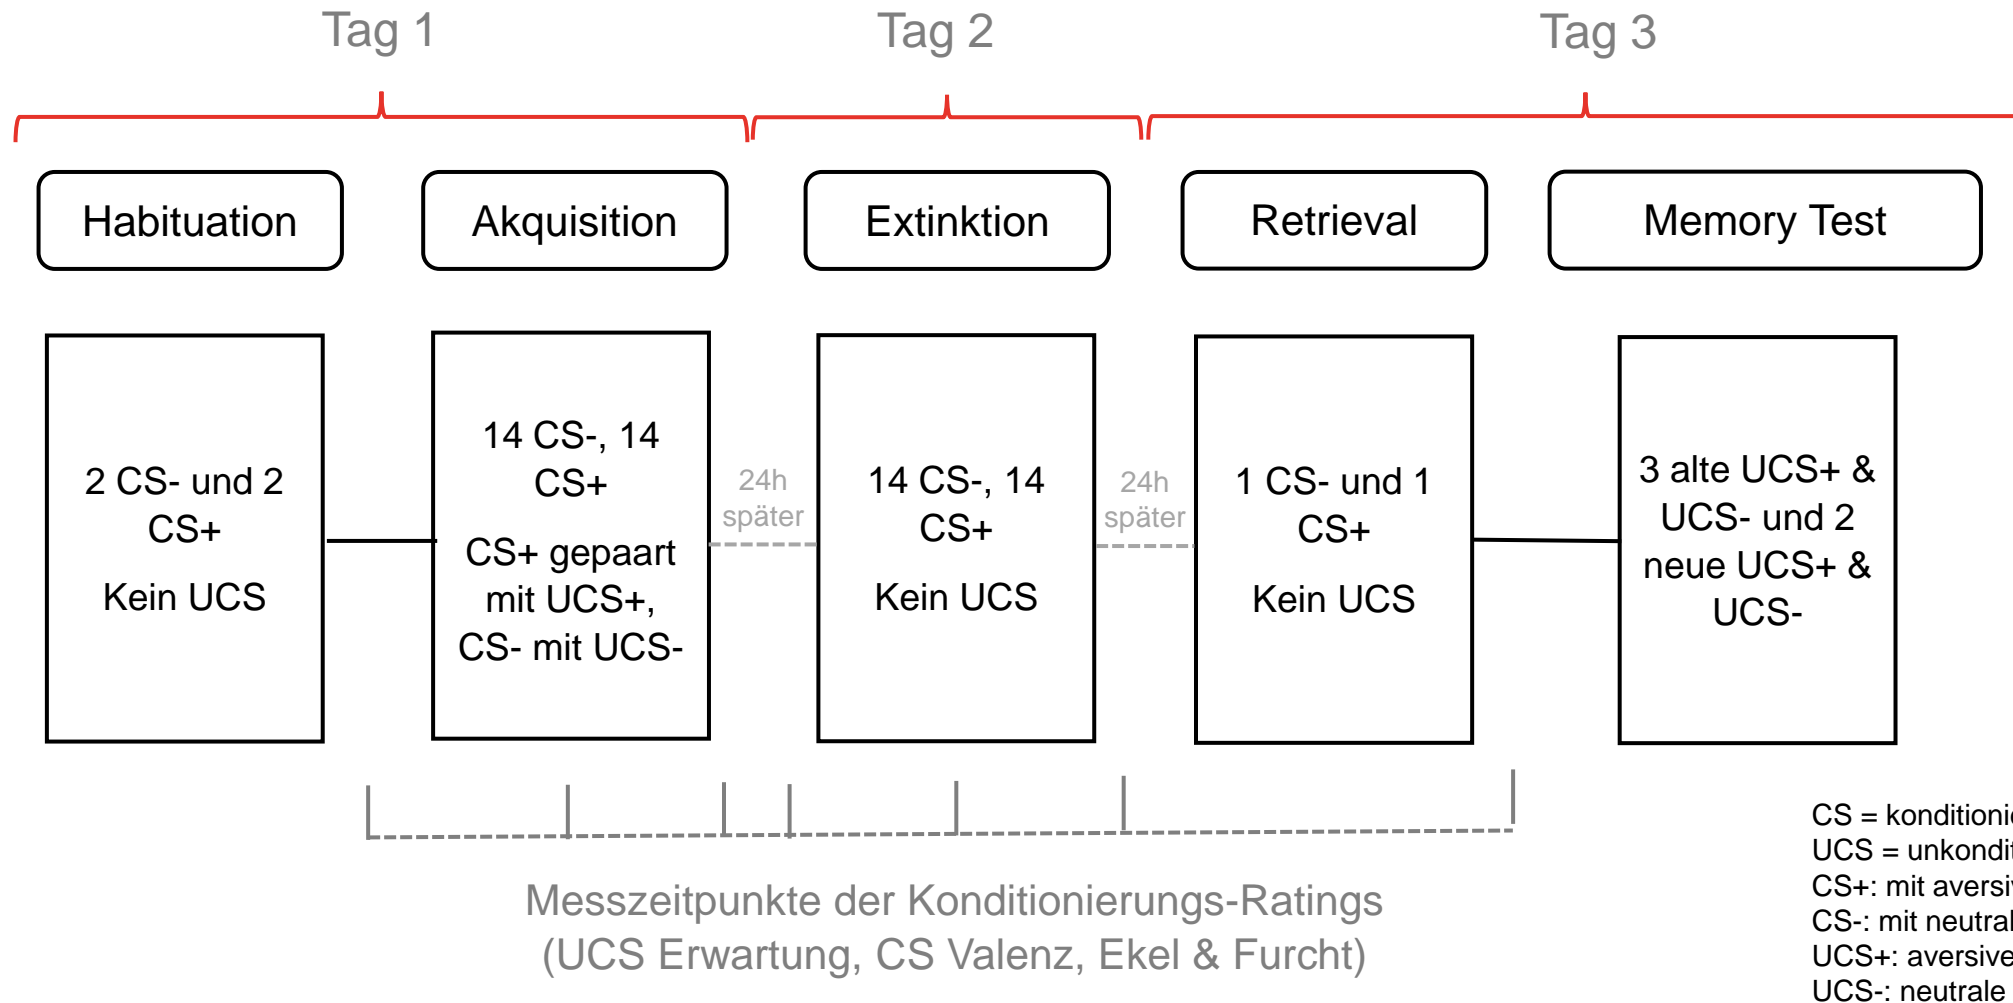 Tag 1
Tag 2
Tag 3
Habituation
Akquisition
Extinktion
Retrieval
Memory Test
2 CS- und 2
CS+
Kein UCS
14 CS-, 14
CS+
CS+ gepaart
mit UCS+,
CS- mit UCS-
24h
später
14 CS-, 14
CS+
Kein UCS
24h
später
1 CS- und 1
CS+
Kein UCS
3 alte UCS+ &
UCS- und 2
neue UCS+ &
UCS-
Messzeitpunkte der Konditionierungs-Ratings
(UCS Erwartung, CS Valenz, Ekel & Furcht)
CS =
UCS =
CS+: mit
CS-: mit
UCS+: aversive
UCS-: neutrale